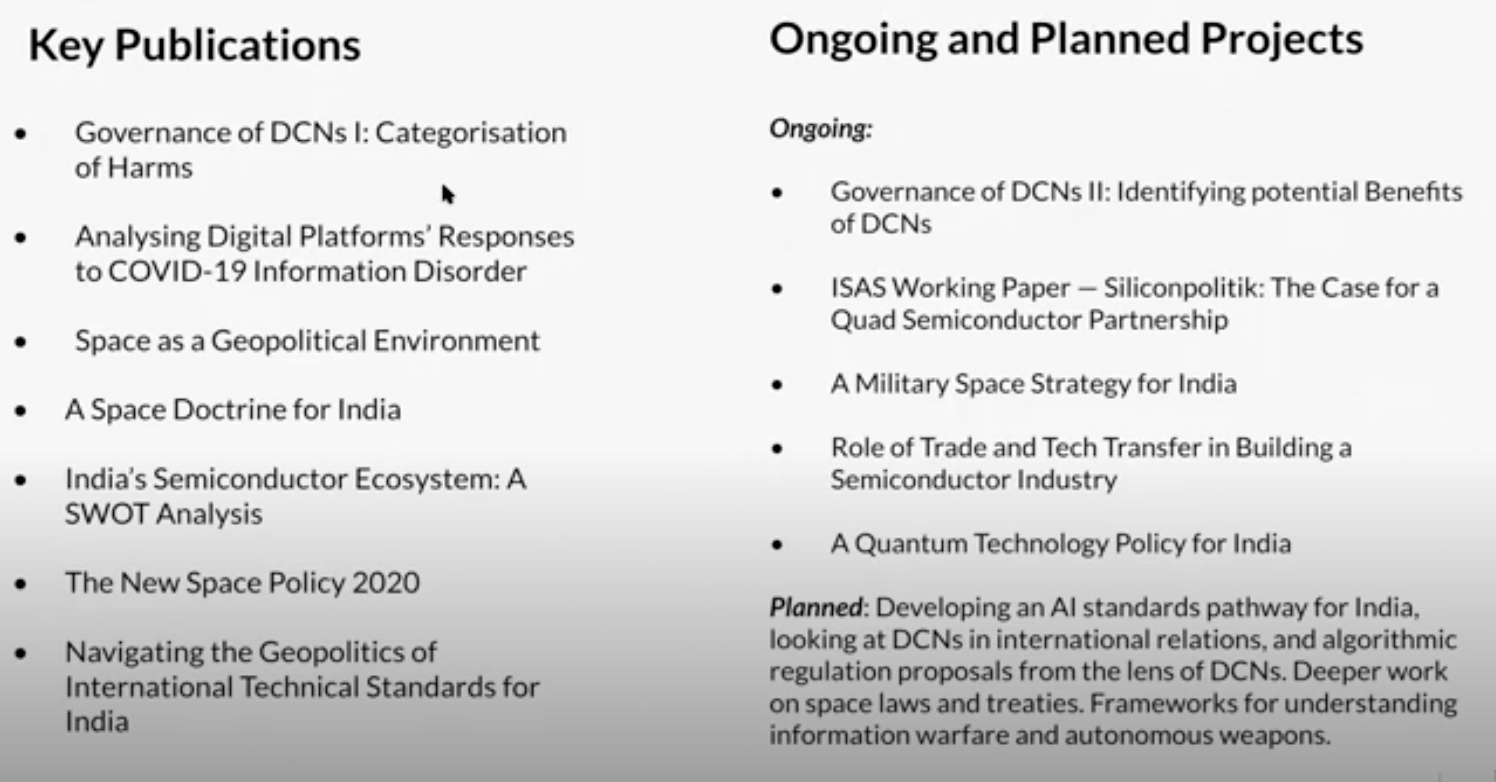 Key Publications
• Governance of DCNs I: Categorisation
of Harms
• Analysing Digital Platforms’ Responses
to COVID-19 Information Disorder
• Space as a Geopolitical Environment
• A Space Doctrine for India
• India’s Semiconductor Ecosystem: A
SWOT Analysis
• The New Space Policy 2020
• Navigating the Geopolitics of
International Technical Standards for
India
Ongoing and Planned Projects
Ongoing:
• Governance of DCNs II: Identifying potential Benefits
of DCNs
• ISAS Working Paper — Siliconpolitik: The Case for a
Quad Semiconductor Partnership
• A Military Space Strategy for India
• Role of Trade and Tech Transfer in Building a
Semiconductor Industry
• A Quantum Technology Policy for India
Planned: Developing an AI standards pathway for India,
looking at DCNs in international relations, and algorithmic
regulation proposals from the lens of DCNs. Deeper work
on space laws and treaties. Frameworks for understanding
information warfare and autonomous weapons.